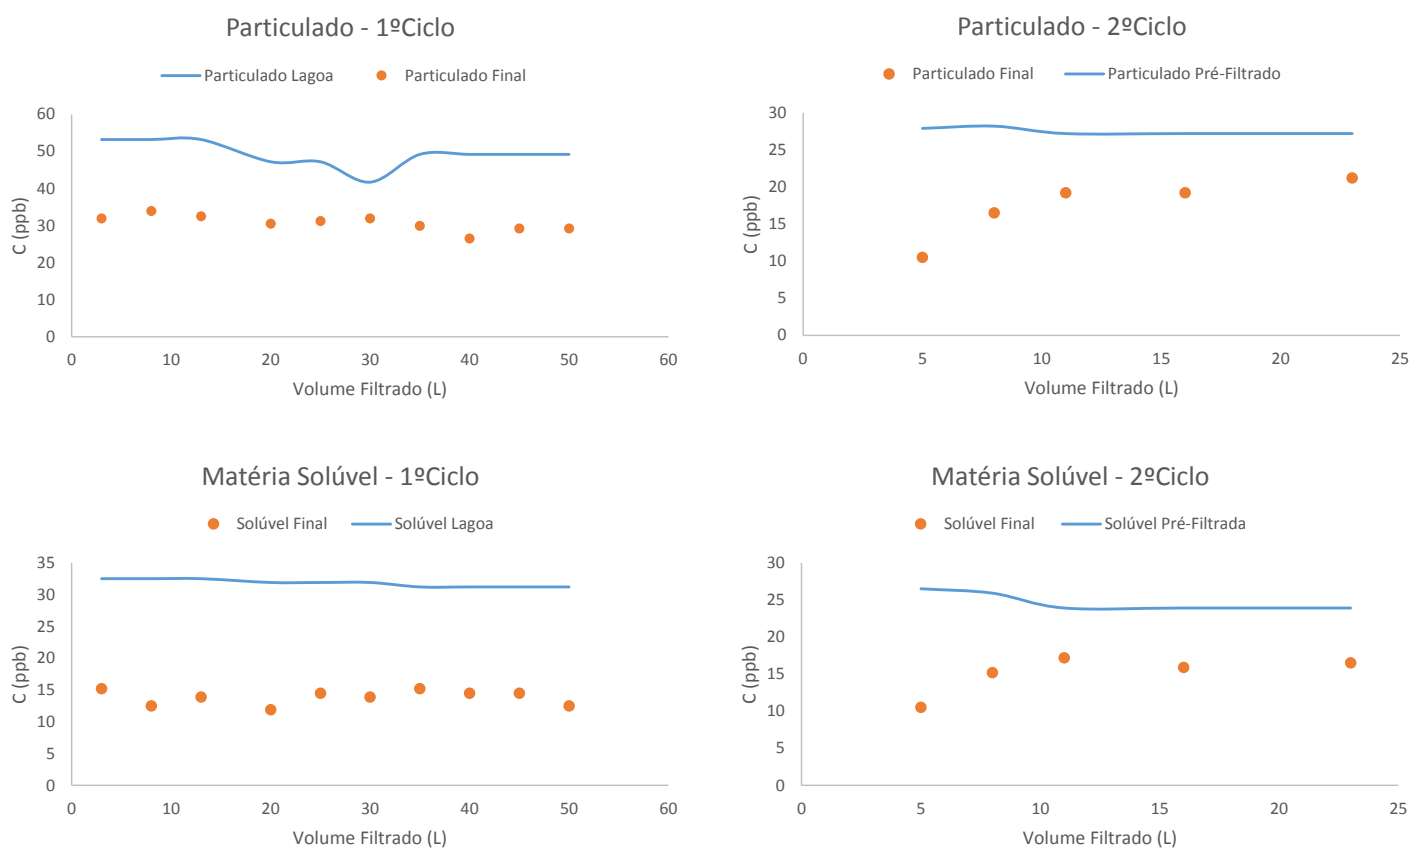 Particulado - 1ºCiclo
Particulado Lagoa Particulado Final
60
50
40
30
20
10
0
C (ppb)
0 10 20 30 40 50 60
Volume Filtrado (L)
Particulado - 2ºCiclo
Particulado Final Particulado Pré-Filtrado
30
25
20
15
10
5
0
C (ppb)
0 5 10 15 20 25
Volume Filtrado (L)
Matéria Solúvel - 1ºCiclo
Solúvel Final Solúvel Lagoa
35
30
25
20
15
10
5
0
C (ppb)
0 10 20 30 40 50 60
Volume Filtrado (L)
Matéria Solúvel - 2ºCiclo
Solúvel Final Solúvel Pré-Filtrada
30
25
20
15
10
5
0
C (ppb)
0 5 10 15 20 25
Volume Filtrado (L)